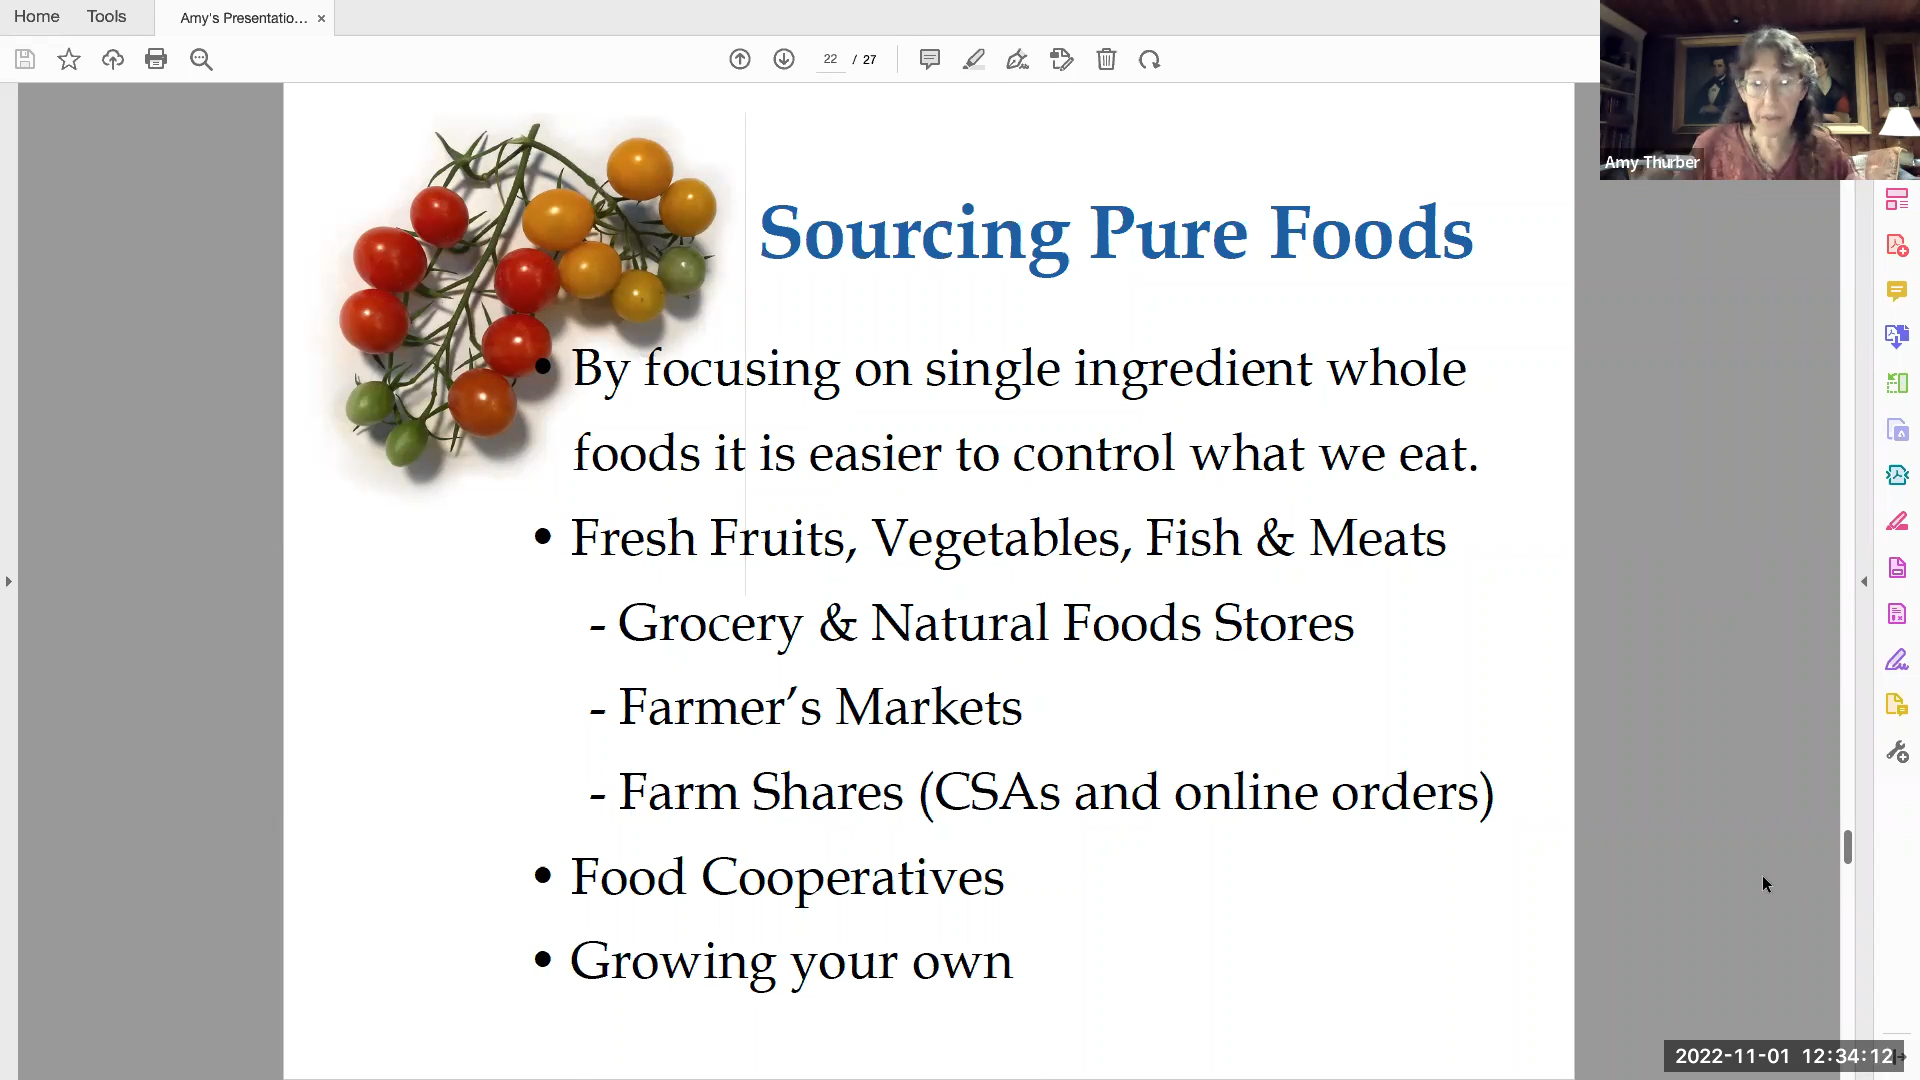 Home Tools Amy's Presentatio... ×
22 / 27
Amy Thurber
Sourcing Pure Foods
• By focusing on single ingredient whole
foods it is easier to control what we eat.
• Fresh Fruits, Vegetables, Fish & Meats
- Grocery & Natural Foods Stores
- Farmer’s Markets
- Farm Shares (CSAs and online orders)
• Food Cooperatives
• Growing your own
2022-11-01 12:34:12